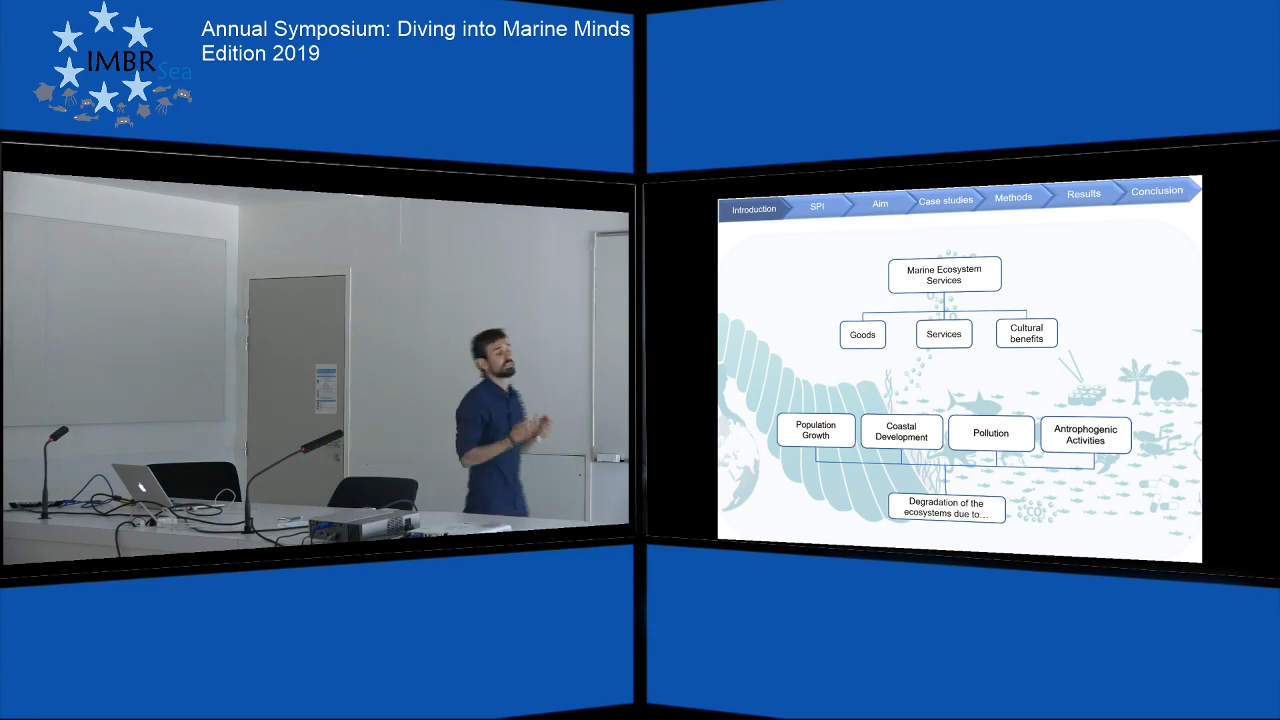 IMBRSea
Annual Symposium: Diving into Marine Minds
Edition 2019
Introduction
SPI
Aim
Case studies
Methods
Results
Conclusion
Marine Ecosystem
Services
Goods
Services
Cultural
benefits
Population
Growth
Coastal
Development
Pollution
Antrophogenic
Activities
Degradation of the
ecosystems due to...
CO2